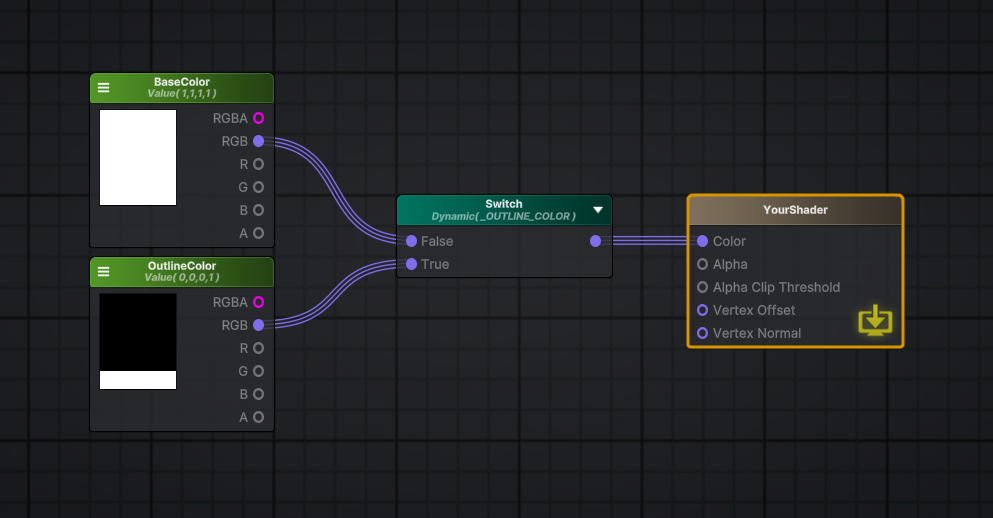 BaseColor
Value( 1,1,1,1 )
RGBA
RGB
R
G
B
A
OutlineColor
Value( 0,0,0,1 )
RGBA
RGB
R
G
B
A
Switch
Dynamic( _OUTLINE_COLOR )
False
True
YourShader
Color
Alpha
Alpha Clip Threshold
Vertex Offset
Vertex Normal